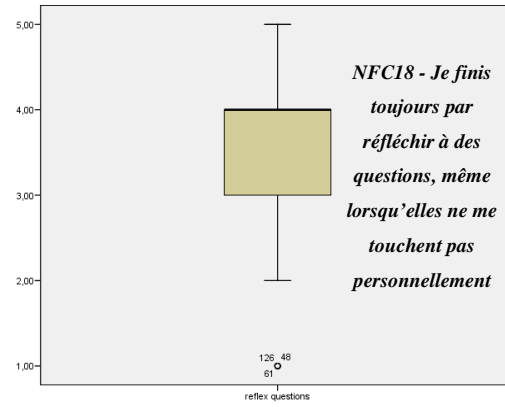 5,00
4,00
3,00
2,00
1,00
NFC18 - Je finis
toujours par
réfléchir à des
questions, même
lorsqu'elles ne me
touchent pas
personnellement
126 48
61
reflex questions